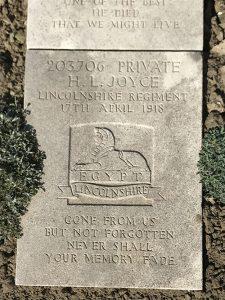 ONE OF THE BEST
HE DIED
THAT WE MIGHT LIVE
203706 PRIVATE
H. L. JOYCE
LINCOLNSHIRE REGIMENT
17TH APRIL 1918
EGYPT
LINCOLNSHIRE
GONE FROM US
BUT NOT FORGOTTEN
NEVER SHALL
YOUR MEMORY FADE